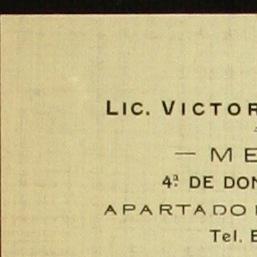 LIC. VICTOR
— ME
4ª DE DON
APARTADO
Tel. E